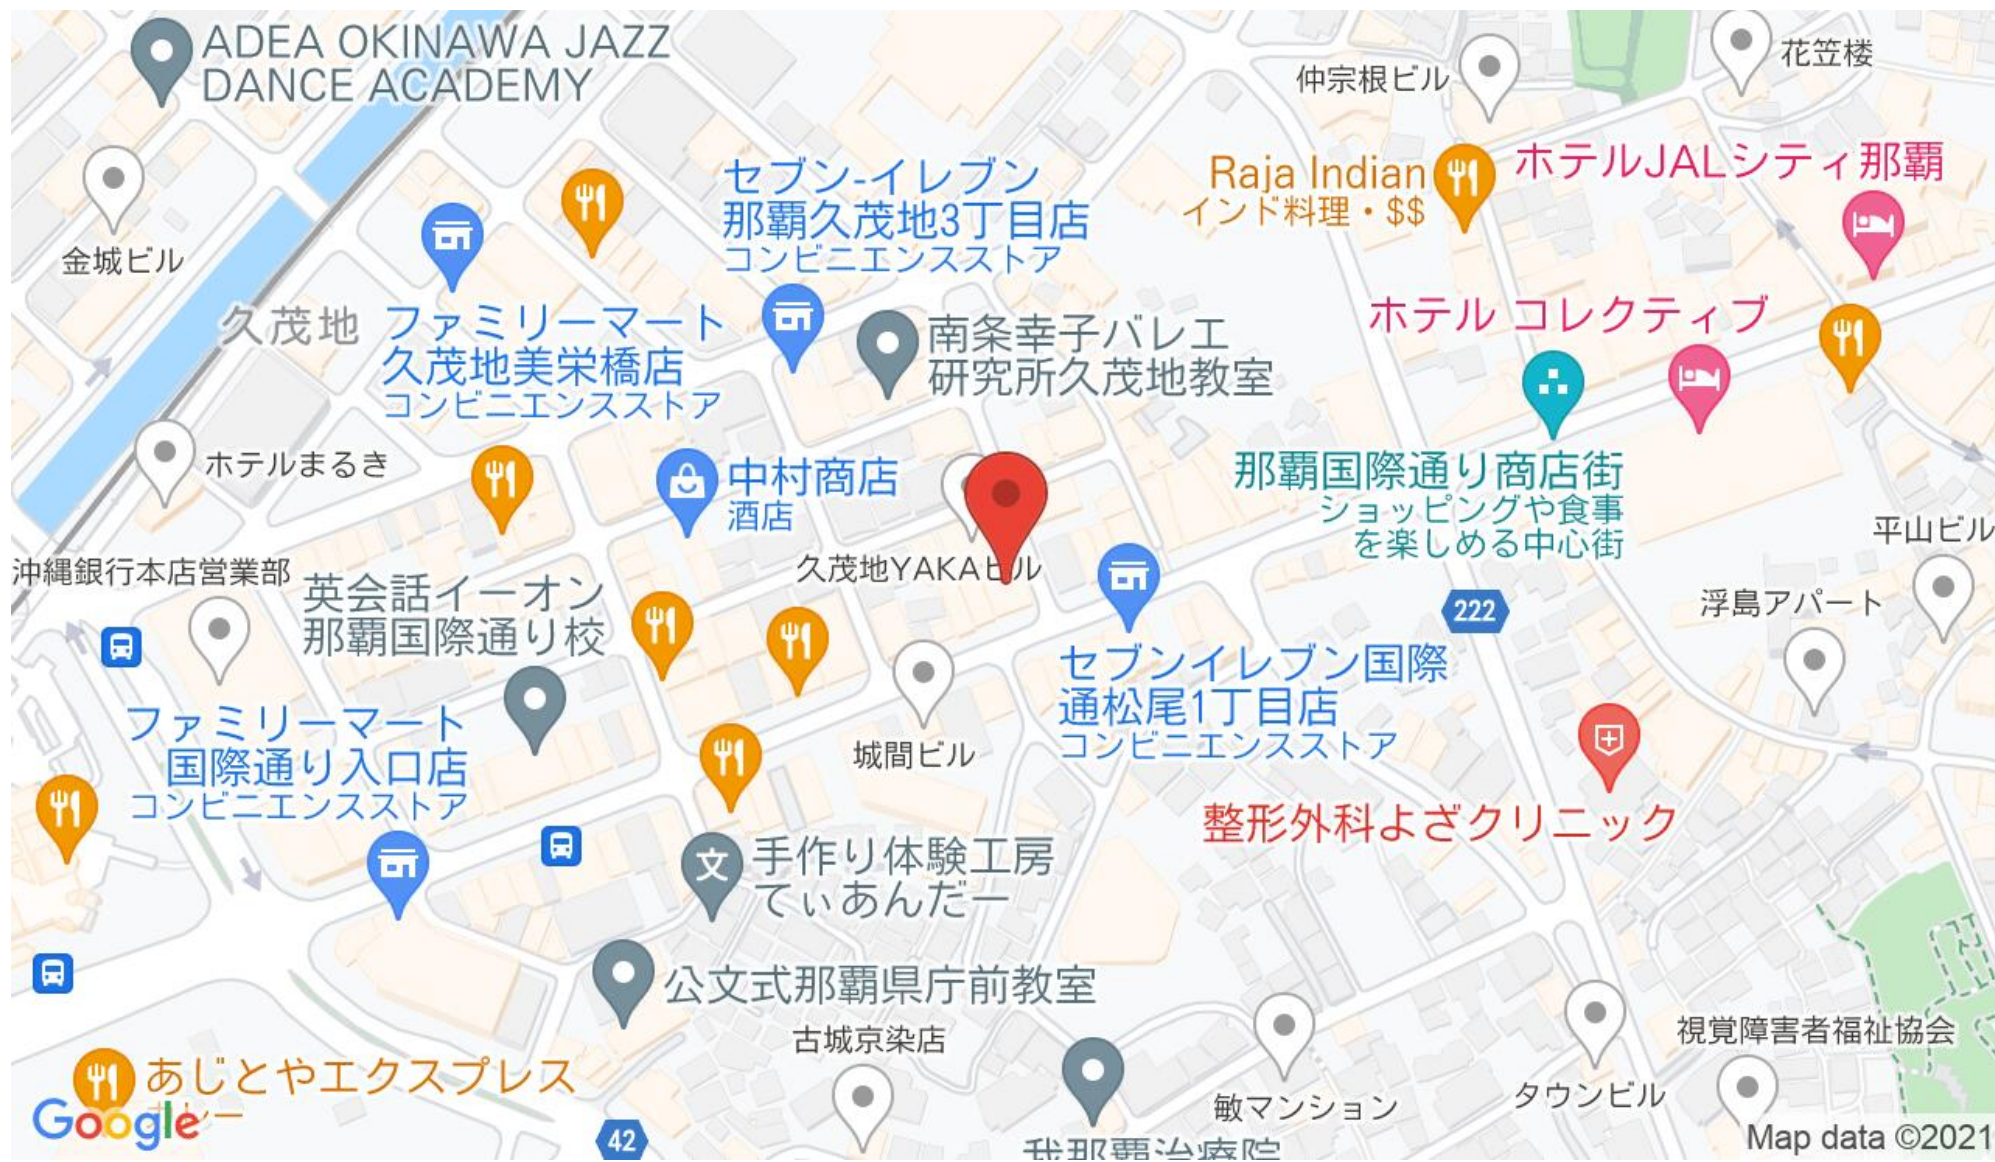 ADEA OKINAWA JAZZ
DANCE ACADEMY
花笠楼
仲宗根ビル
セブン-イレブン
那覇久茂地3丁目店
コンビニエンスストア
Raja Indian
インド料理・$$
ホテルJALシティ那覇
金城ビル
久茂地
ファミリーマート
久茂地美栄橋店
コンビニエンスストア
南条幸子バレエ
研究所久茂地教室
ホテル コレクティブ
ホテルまるき
中村商店
酒店
那覇国際通り商店街
ショッピングや食事
を楽しめる中心街
平山ビル
沖縄銀行本店営業部
久茂地YAKAビル
英会話イーオン
那覇国際通り校
222
浮島アパート
セブンイレブン国際
通松尾1丁目店
コンビニエンスストア
ファミリーマート
国際通り入口店
コンビニエンスストア
城間ビル
整形外科よざクリニック
文
手作り体験工房
てぃあんだー
公文式那覇県庁前教室
古城京染店
視覚障害者福祉協会
あじとやエクスプレス
カレー
敏マンション
タウンビル
Google
42
我那覇治療院
Map data ©2021